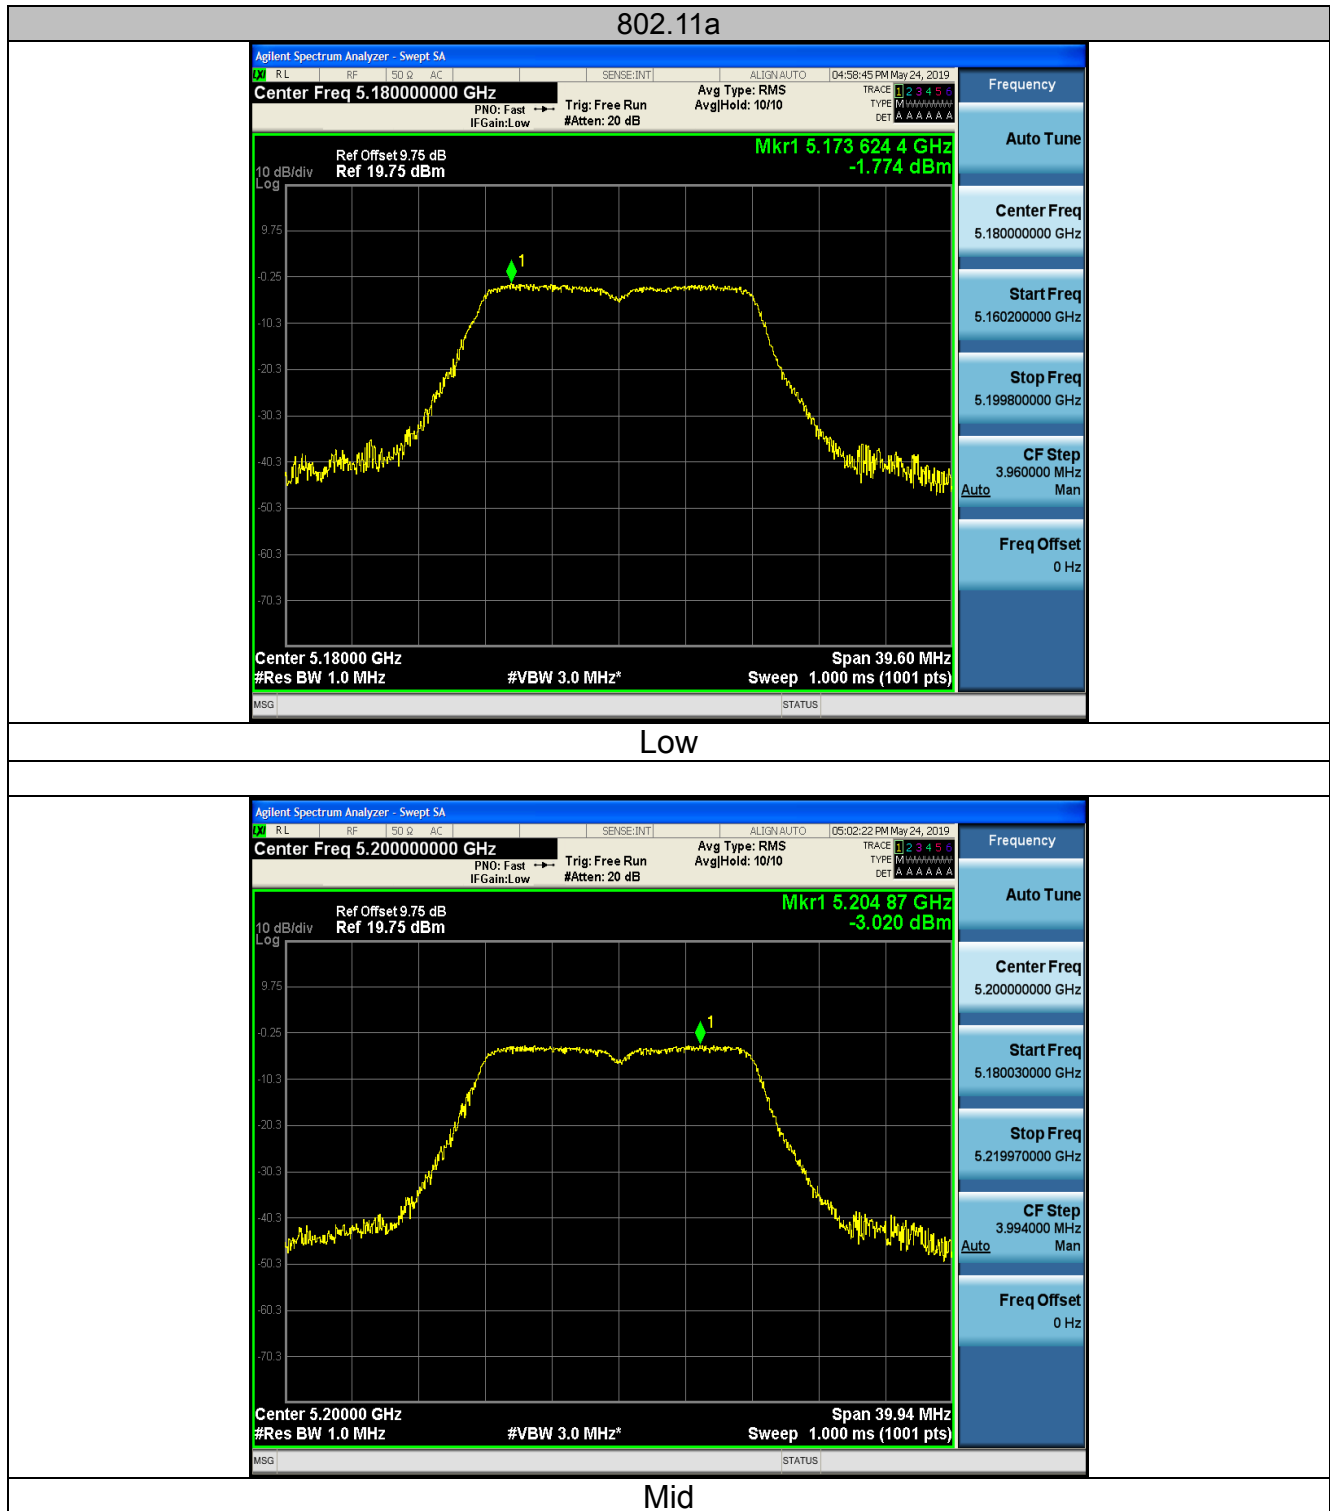 802.11a
Agilent Spectrum Analyzer - Swept SA
LXI RL RF 50 Ω AC SENSE:INT ALIGN AUTO 04:58:45 PM May 24, 2019
Center Freq 5.180000000 GHz Avg Type: RMS TRACE 1 2 3 4 5 6
PNO: Fast Trig: Free Run Avg|Hold: 10/10 TYPE M
IFGain:Low #Atten: 20 dB DET A A A A A A
Frequency
Mkr1 5.173 624 4 GHz
-1.774 dBm
Ref Offset 9.75 dB
10 dB/div Ref 19.75 dBm
Log
9.75
-0.25
-10.3
-20.3
-30.3
-40.3
-50.3
-60.3
-70.3
1
Center 5.18000 GHz Span 39.60 MHz
#Res BW 1.0 MHz #VBW 3.0 MHz* Sweep 1.000 ms (1001 pts)
Auto Tune
Center Freq
5.180000000 GHz
Start Freq
5.160200000 GHz
Stop Freq
5.199800000 GHz
CF Step
3.960000 MHz
Auto Man
Freq Offset
0 Hz
MSG STATUS
Low
Agilent Spectrum Analyzer - Swept SA
LXI RL RF 50 Ω AC SENSE:INT ALIGN AUTO 05:02:22 PM May 24, 2019
Center Freq 5.200000000 GHz Avg Type: RMS TRACE 1 2 3 4 5 6
PNO: Fast Trig: Free Run Avg|Hold: 10/10 TYPE M
IFGain:Low #Atten: 20 dB DET A A A A A A
Frequency
Mkr1 5.204 87 GHz
-3.020 dBm
Ref Offset 9.75 dB
10 dB/div Ref 19.75 dBm
Log
9.75
-0.25
-10.3
-20.3
-30.3
-40.3
-50.3
-60.3
-70.3
1
Center 5.20000 GHz Span 39.94 MHz
#Res BW 1.0 MHz #VBW 3.0 MHz* Sweep 1.000 ms (1001 pts)
Auto Tune
Center Freq
5.200000000 GHz
Start Freq
5.180030000 GHz
Stop Freq
5.219970000 GHz
CF Step
3.994000 MHz
Auto Man
Freq Offset
0 Hz
MSG STATUS
Mid